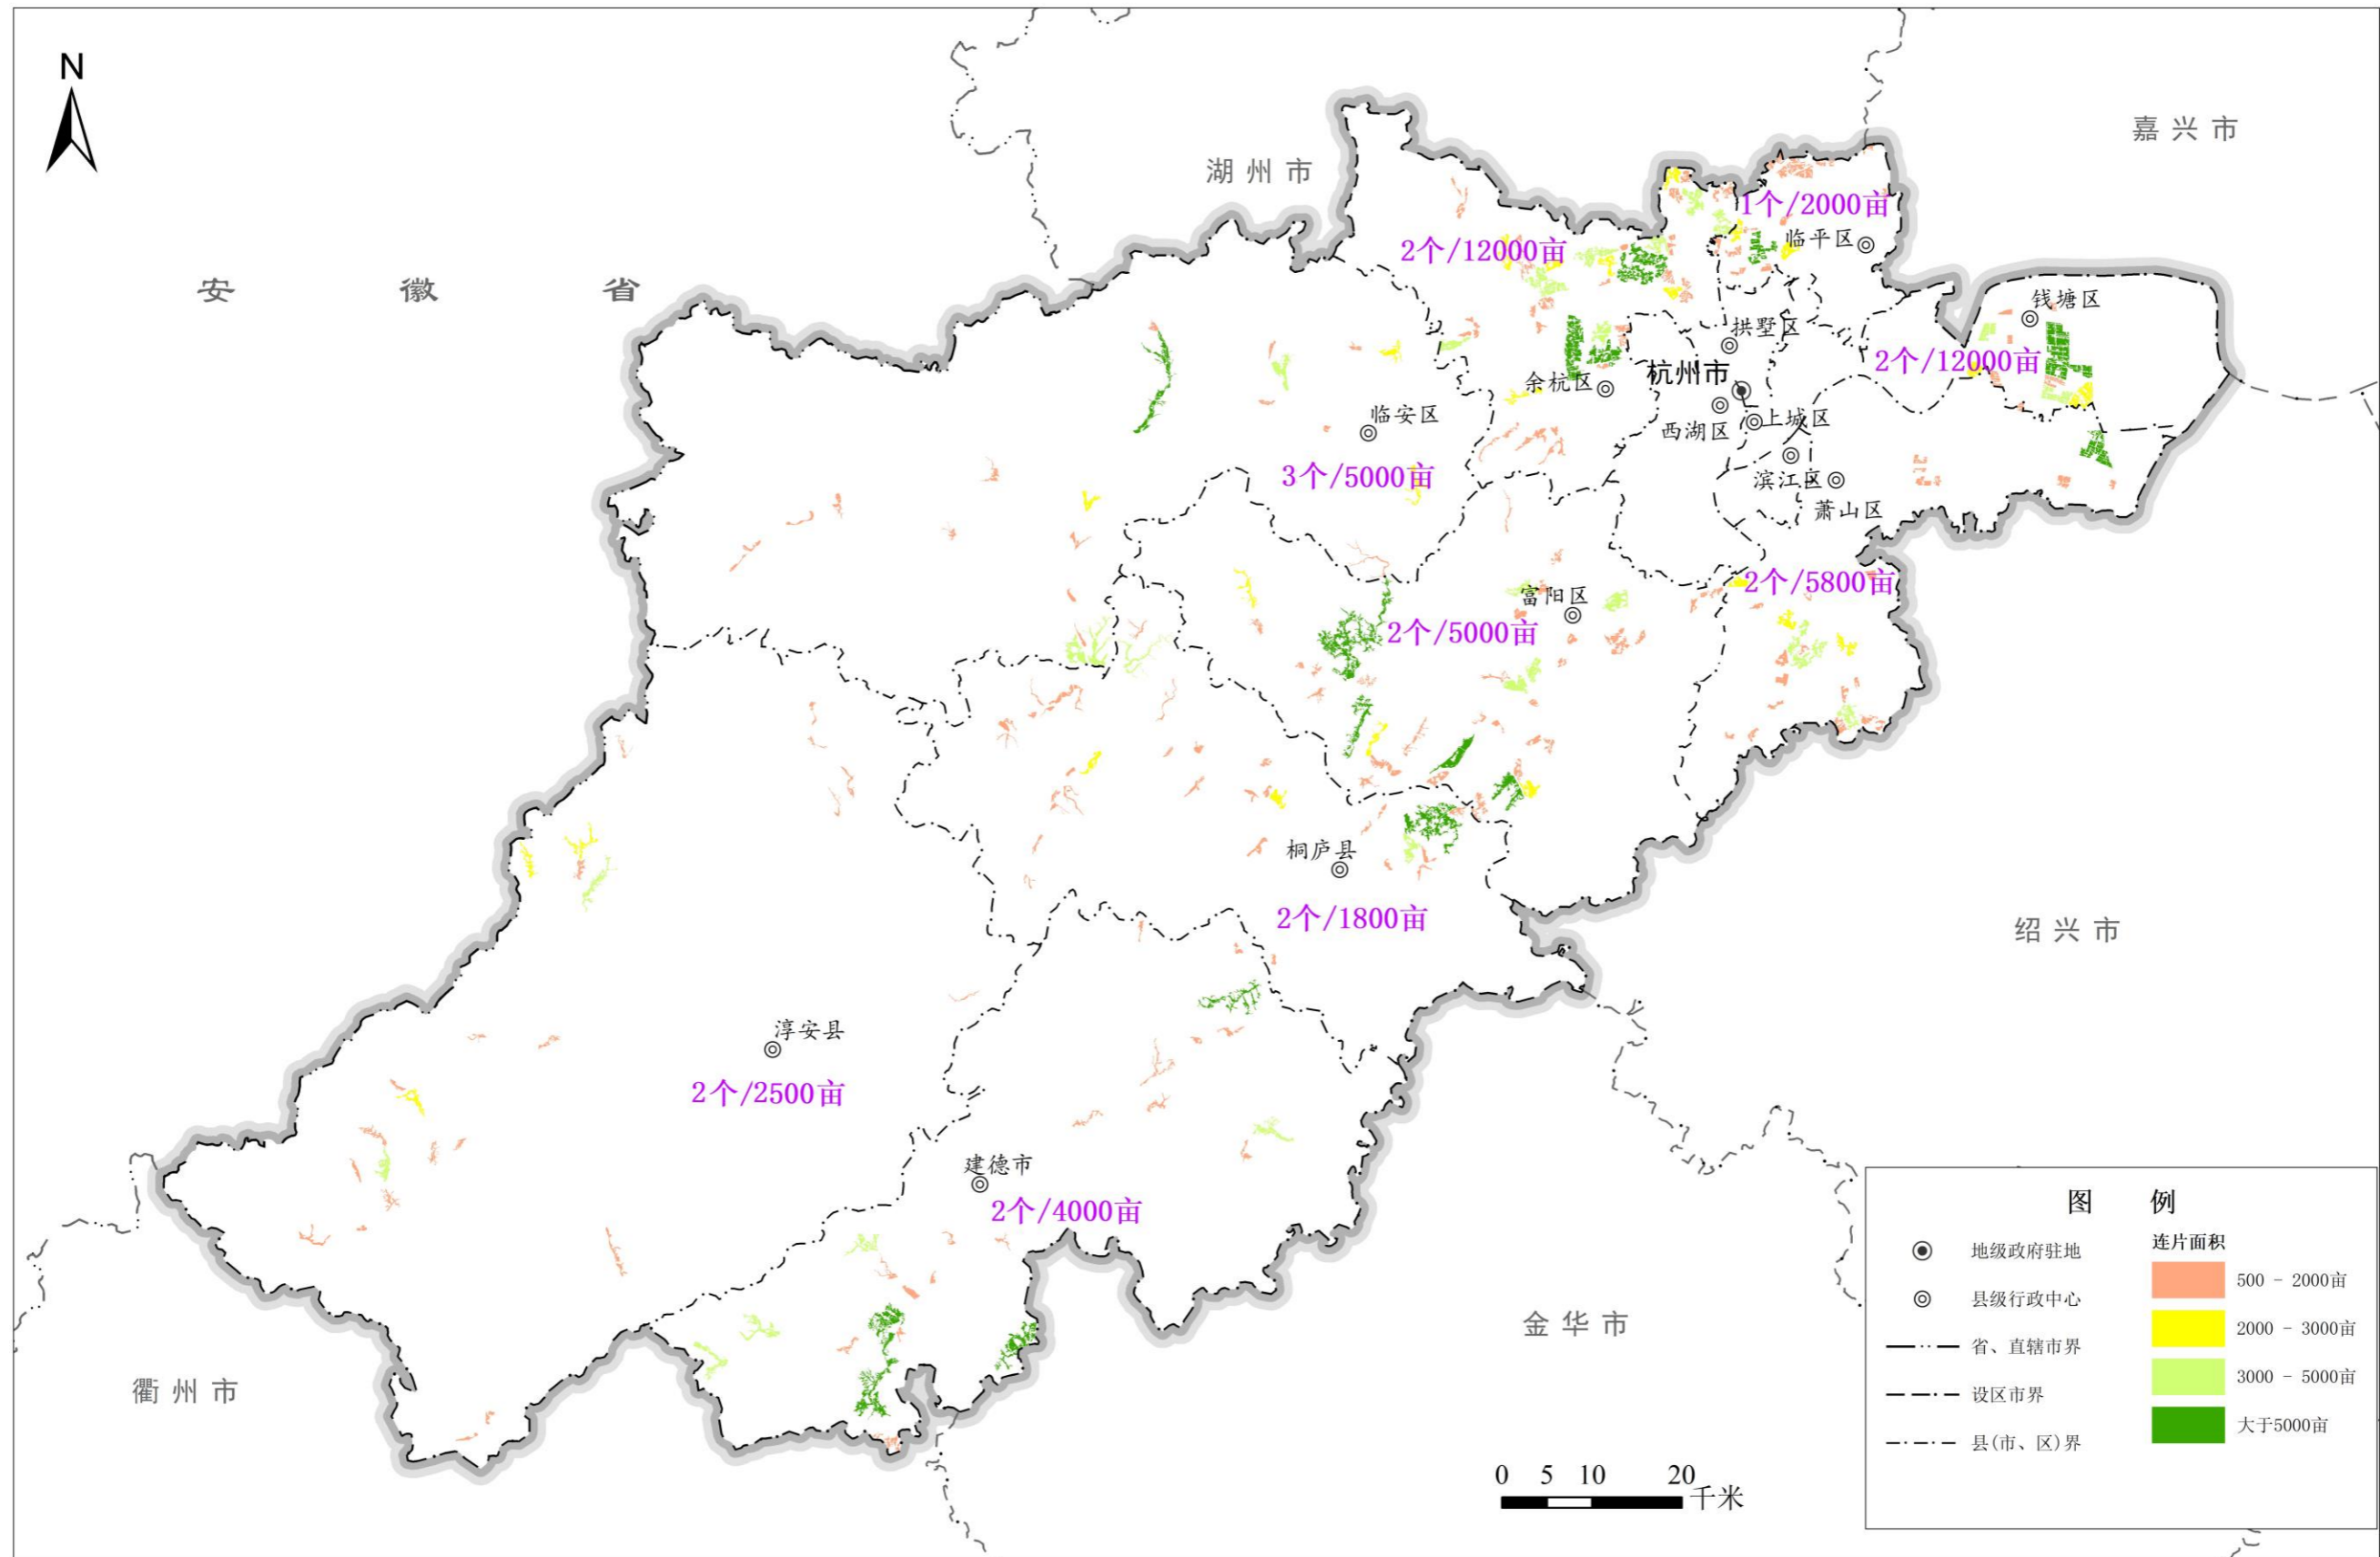 N
嘉兴市
湖州市
1个/2000亩
临平区
2个/12000亩
安徽省
钱塘区
拱墅区
2个/12000亩
杭州市
余杭区
临安区
上城区
西湖区
3个/5000亩
滨江区
萧山区
2个/5800亩
富阳区
2个/5000亩
桐庐县
2个/1800亩
绍兴市
淳安县
2个/2500亩
建德市
2个/4000亩
金华市
衢州市
图例
连片面积
地级政府驻地
500 - 2000亩
县级行政中心
2000 - 3000亩
省、直辖市界
3000 - 5000亩
设区市界
大于5000亩
县(市、区)界
0 5 10 20
千米